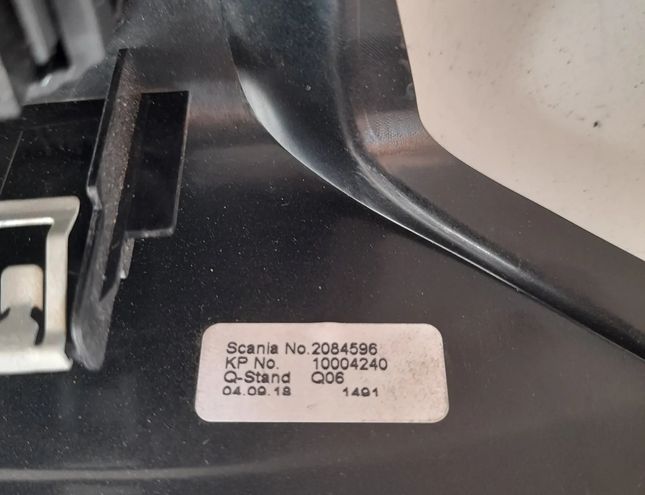 Scania No.2084596
KP No. 10004240
Q-Stand Q06
04.09.18 1491